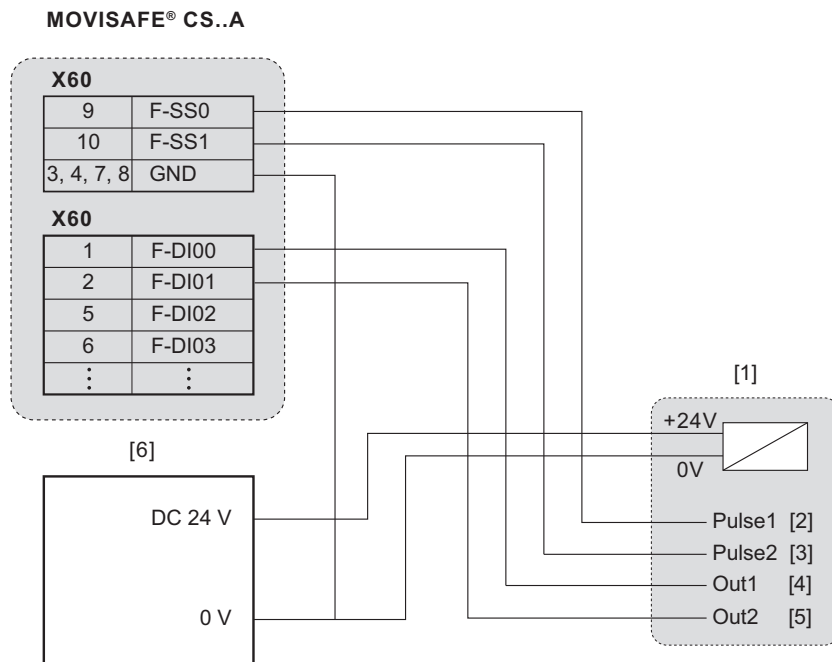 MOVISAFE® CS..A
X60
9 F-SS0
10 F-SS1
3, 4, 7, 8 GND
X60
1 F-DI00
2 F-DI01
5 F-DI02
6 F-DI03
⋮ ⋮
[1]
+24V
0V
Pulse1 [2]
Pulse2 [3]
Out1 [4]
Out2 [5]
[6]
DC 24 V
0 V